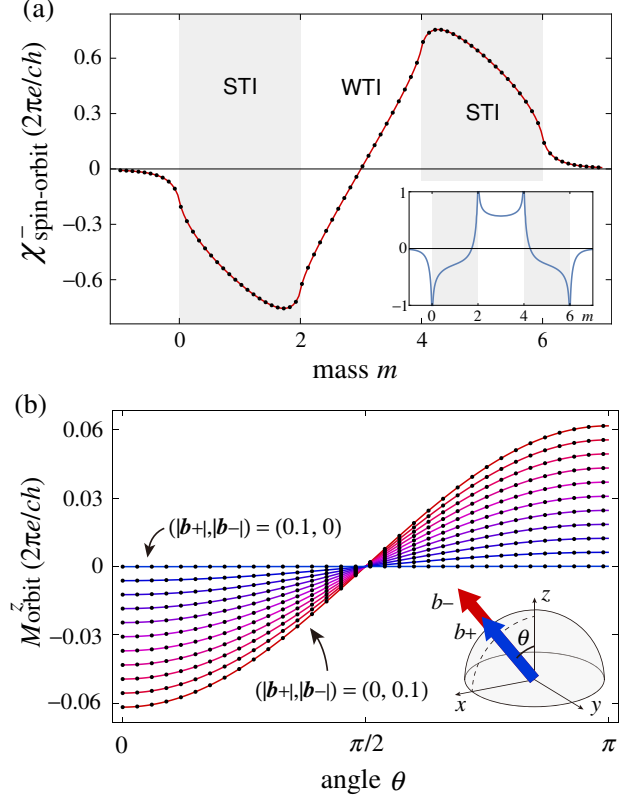 (a)
χ⁻spin-orbit (2πe/ch)
0.6
0.3
0
−0.3
−0.6
STI
WTI
STI
1
0
−1
0
2
4
6
m
0
2
4
6
mass m
(b)
Mᶻorbit (2πe/ch)
0.06
0.03
0
-0.03
-0.06
(|b+|,|b−|) = (0.1, 0)
(|b+|,|b−|) = (0, 0.1)
b−
b+
θ
z
x
y
0
π/2
π
angle θ